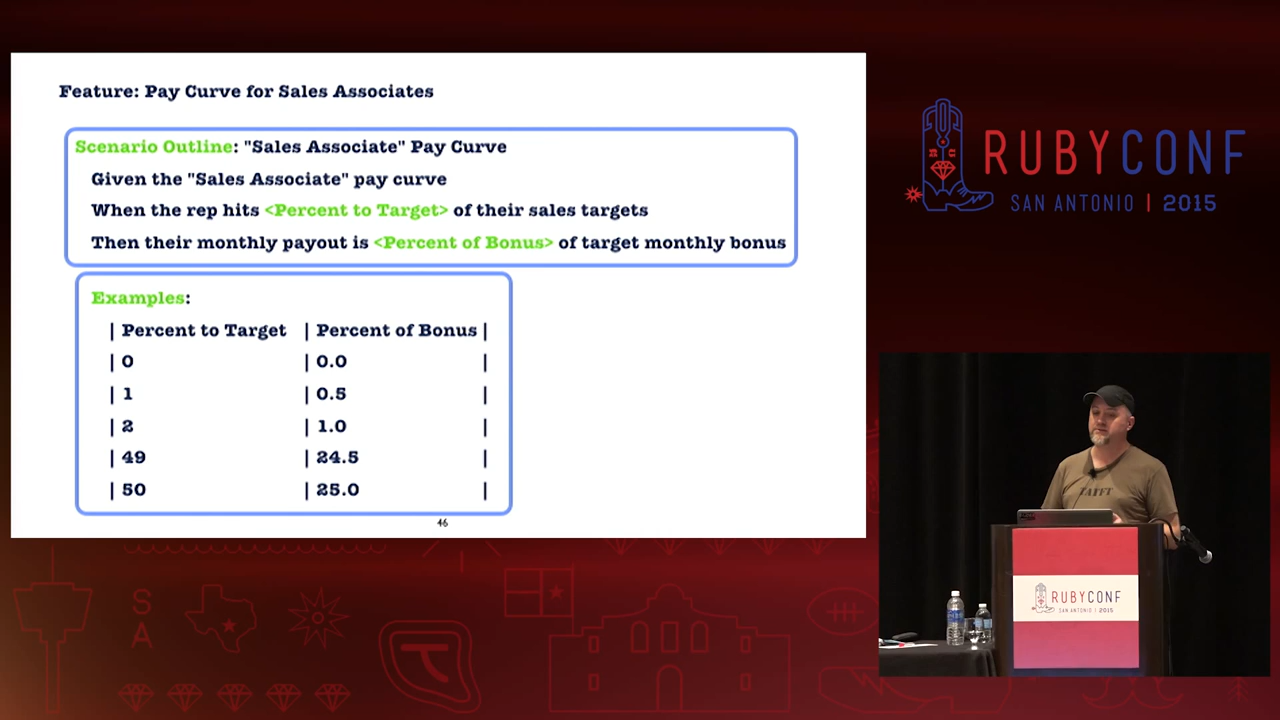 Feature: Pay Curve for Sales Associates
Scenario Outline: "Sales Associate" Pay Curve
Given the "Sales Associate" pay curve
When the rep hits <Percent to Target> of their sales targets
Then their monthly payout is <Percent of Bonus> of target monthly bonus
Examples:
| Percent to Target | Percent of Bonus |
| 0 | 0.0 |
| 1 | 0.5 |
| 2 | 1.0 |
| 49 | 24.5 |
| 50 | 25.0 |
46
RUBYCONF
SAN ANTONIO | 2015
RUBYCONF
SAN ANTONIO | 2015
S
A